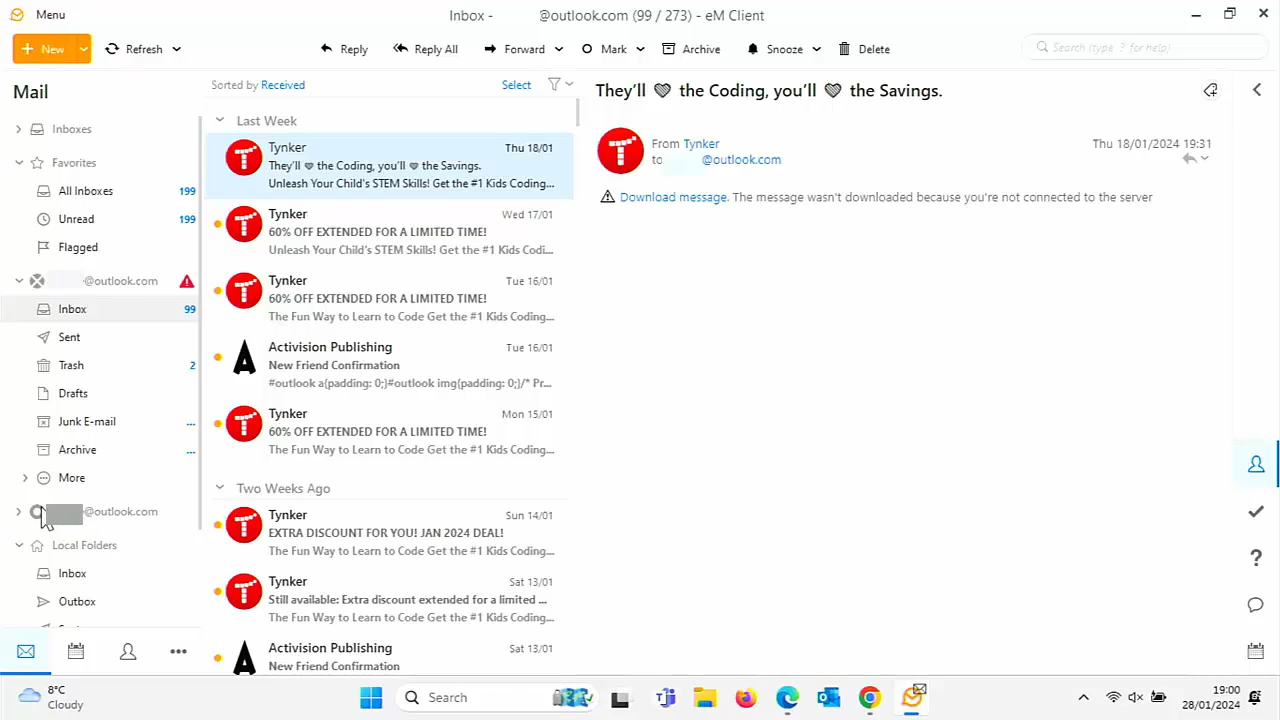 Menu
Inbox - @outlook.com (99 / 273) - eM Client
New
Refresh
Reply
Reply All
Forward
Mark
Archive
Snooze
Delete
Search (type ? for help)
Mail
Inboxes
Favorites
All Inboxes 199
Unread 199
Flagged
@outlook.com
Inbox 99
Sent
Trash 2
Drafts
Junk E-mail ...
Archive ...
More
@outlook.com
Local Folders
Inbox
Outbox
Sorted by Received
Select
Last Week
Tynker Thu 18/01
They'll 💗 the Coding, you'll 💗 the Savings.
Unleash Your Child's STEM Skills! Get the #1 Kids Coding...
Tynker Wed 17/01
60% OFF EXTENDED FOR A LIMITED TIME!
Unleash Your Child's STEM Skills! Get the #1 Kids Codi...
Tynker Tue 16/01
60% OFF EXTENDED FOR A LIMITED TIME!
The Fun Way to Learn to Code Get the #1 Kids Coding...
Activision Publishing Tue 16/01
New Friend Confirmation
#outlook a{padding: 0;}#outlook img{padding: 0;}/* Pr...
Tynker Mon 15/01
60% OFF EXTENDED FOR A LIMITED TIME!
The Fun Way to Learn to Code Get the #1 Kids Coding...
Two Weeks Ago
Tynker Sun 14/01
EXTRA DISCOUNT FOR YOU! JAN 2024 DEAL!
The Fun Way to Learn to Code Get the #1 Kids Coding...
Tynker Sat 13/01
Still available: Extra discount extended for a limited ...
The Fun Way to Learn to Code Get the #1 Kids Coding...
Activision Publishing Sat 13/01
New Friend Confirmation
They'll 💗 the Coding, you'll 💗 the Savings.
From Tynker Thu 18/01/2024 19:31
to @outlook.com
Download message. The message wasn't downloaded because you're not connected to the server
8°C
Cloudy
Search
19:00
28/01/2024